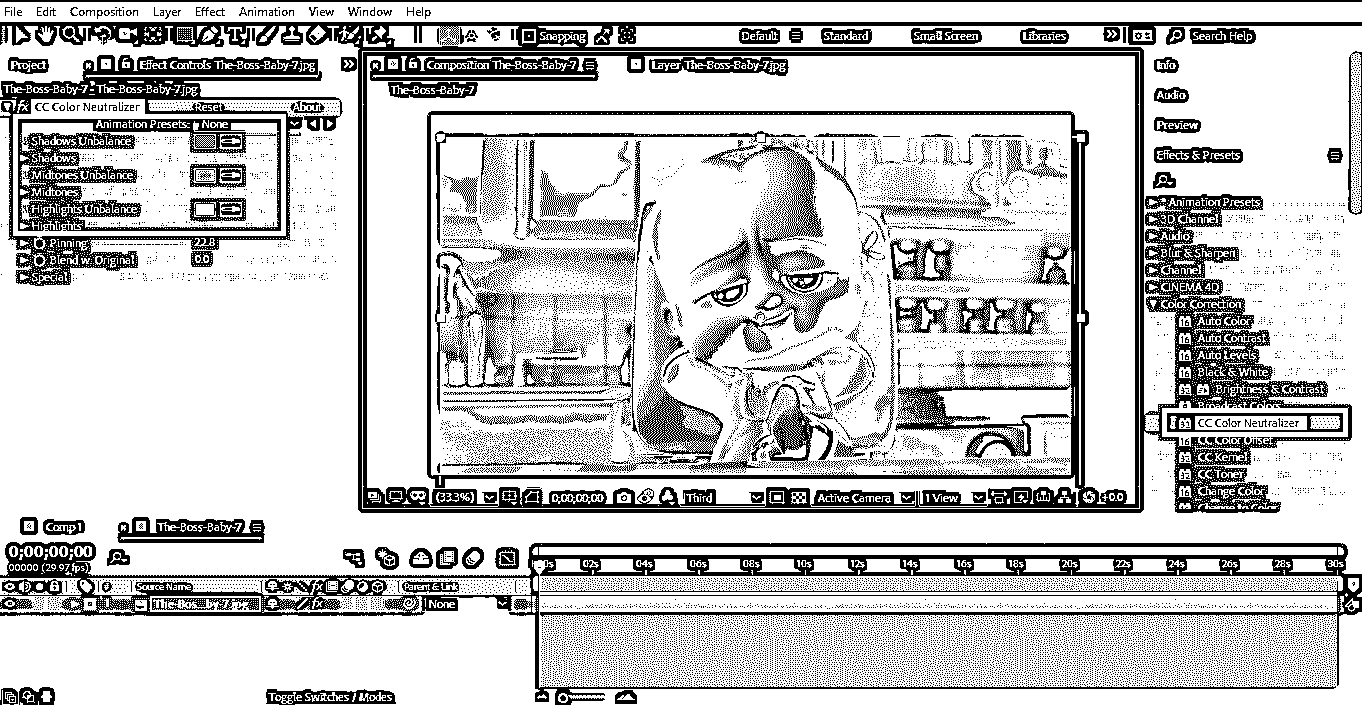 File Edit Composition Layer Effect Animation View Window Help
Snapping Default Standard Small Screen Libraries Search Help
Project Effect Controls The-Boss-Baby-7.jpg
The-Boss-Baby-7 - The-Boss-Baby-7.jpg
fx CC Color Neutralizer Reset About
Animation Presets: None
Shadows Unbalance
Shadows
Midtones Unbalance
Midtones
Highlights Unbalance
Highlights
Pinning 22.8
Blend w. Original 0.0
Special
Composition The-Boss-Baby-7 Layer The-Boss-Baby-7.jpg
The-Boss-Baby-7
(33.3%) 0;00;00;00 Third Active Camera 1 View +0.0
Info
Audio
Preview
Effects & Presets
Animation Presets
3D Channel
Audio
Blur & Sharpen
Channel
CINEMA 4D
Color Correction
Auto Color
Auto Contrast
Auto Levels
Black & White
Brightness & Contrast
Broadcast Colors
CC Color Neutralizer
CC Color Offset
CC Kernel
CC Toner
Change Color
Change to Color
Comp 1 The-Boss-Baby-7
0;00;00;00
00000 (29.97 fps)
02s 04s 06s 08s 10s 12s 14s 16s 18s 20s 22s 24s 26s 28s 30s
Source Name Parent & Link
The-Bos...by-7.jpg None
Toggle Switches / Modes